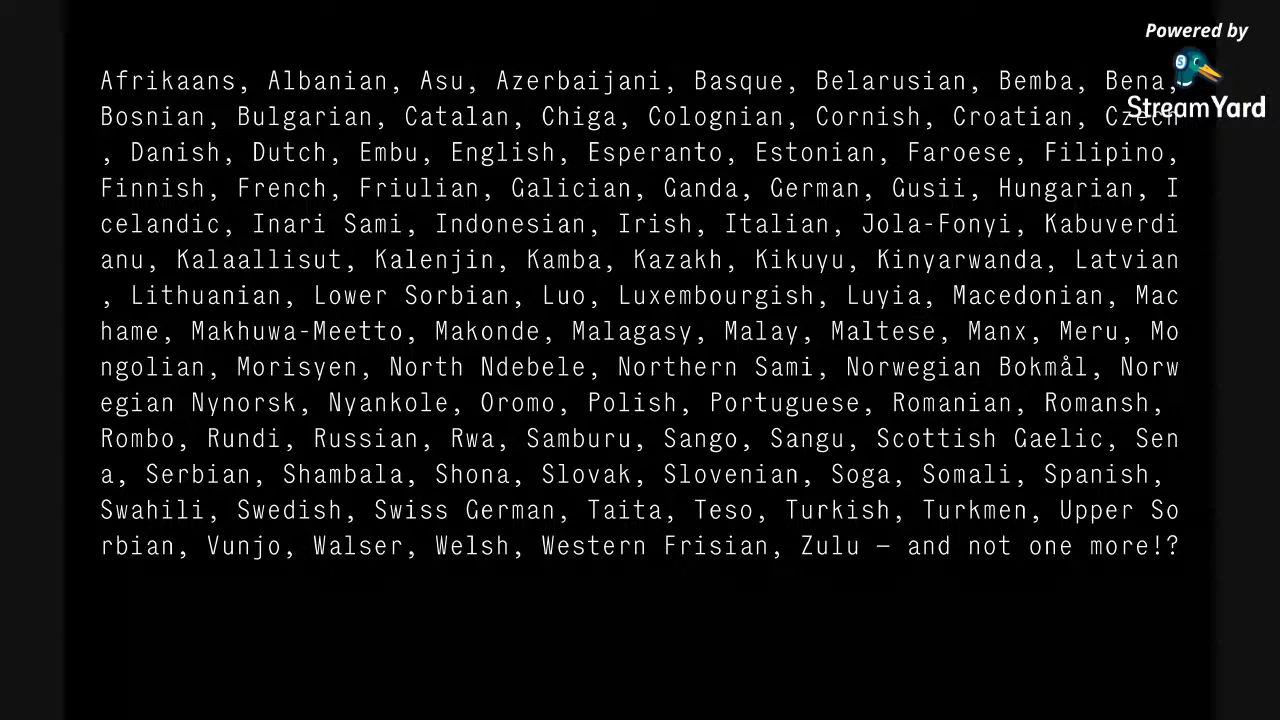 Powered by
StreamYard
Afrikaans, Albanian, Asu, Azerbaijani, Basque, Belarusian, Bemba, Bena,
Bosnian, Bulgarian, Catalan, Chiga, Colognian, Cornish, Croatian, Czech
, Danish, Dutch, Embu, English, Esperanto, Estonian, Faroese, Filipino,
Finnish, French, Friulian, Galician, Ganda, German, Gusii, Hungarian, I
celandic, Inari Sami, Indonesian, Irish, Italian, Jola-Fonyi, Kabuverdi
anu, Kalaallisut, Kalenjin, Kamba, Kazakh, Kikuyu, Kinyarwanda, Latvian
, Lithuanian, Lower Sorbian, Luo, Luxembourgish, Luyia, Macedonian, Mac
hame, Makhuwa-Meetto, Makonde, Malagasy, Malay, Maltese, Manx, Meru, Mo
ngolian, Morisyen, North Ndebele, Northern Sami, Norwegian Bokmål, Norw
egian Nynorsk, Nyankole, Oromo, Polish, Portuguese, Romanian, Romansh,
Rombo, Rundi, Russian, Rwa, Samburu, Sango, Sangu, Scottish Gaelic, Sen
a, Serbian, Shambala, Shona, Slovak, Slovenian, Soga, Somali, Spanish,
Swahili, Swedish, Swiss German, Taita, Teso, Turkish, Turkmen, Upper So
rbian, Vunjo, Walser, Welsh, Western Frisian, Zulu — and not one more!?